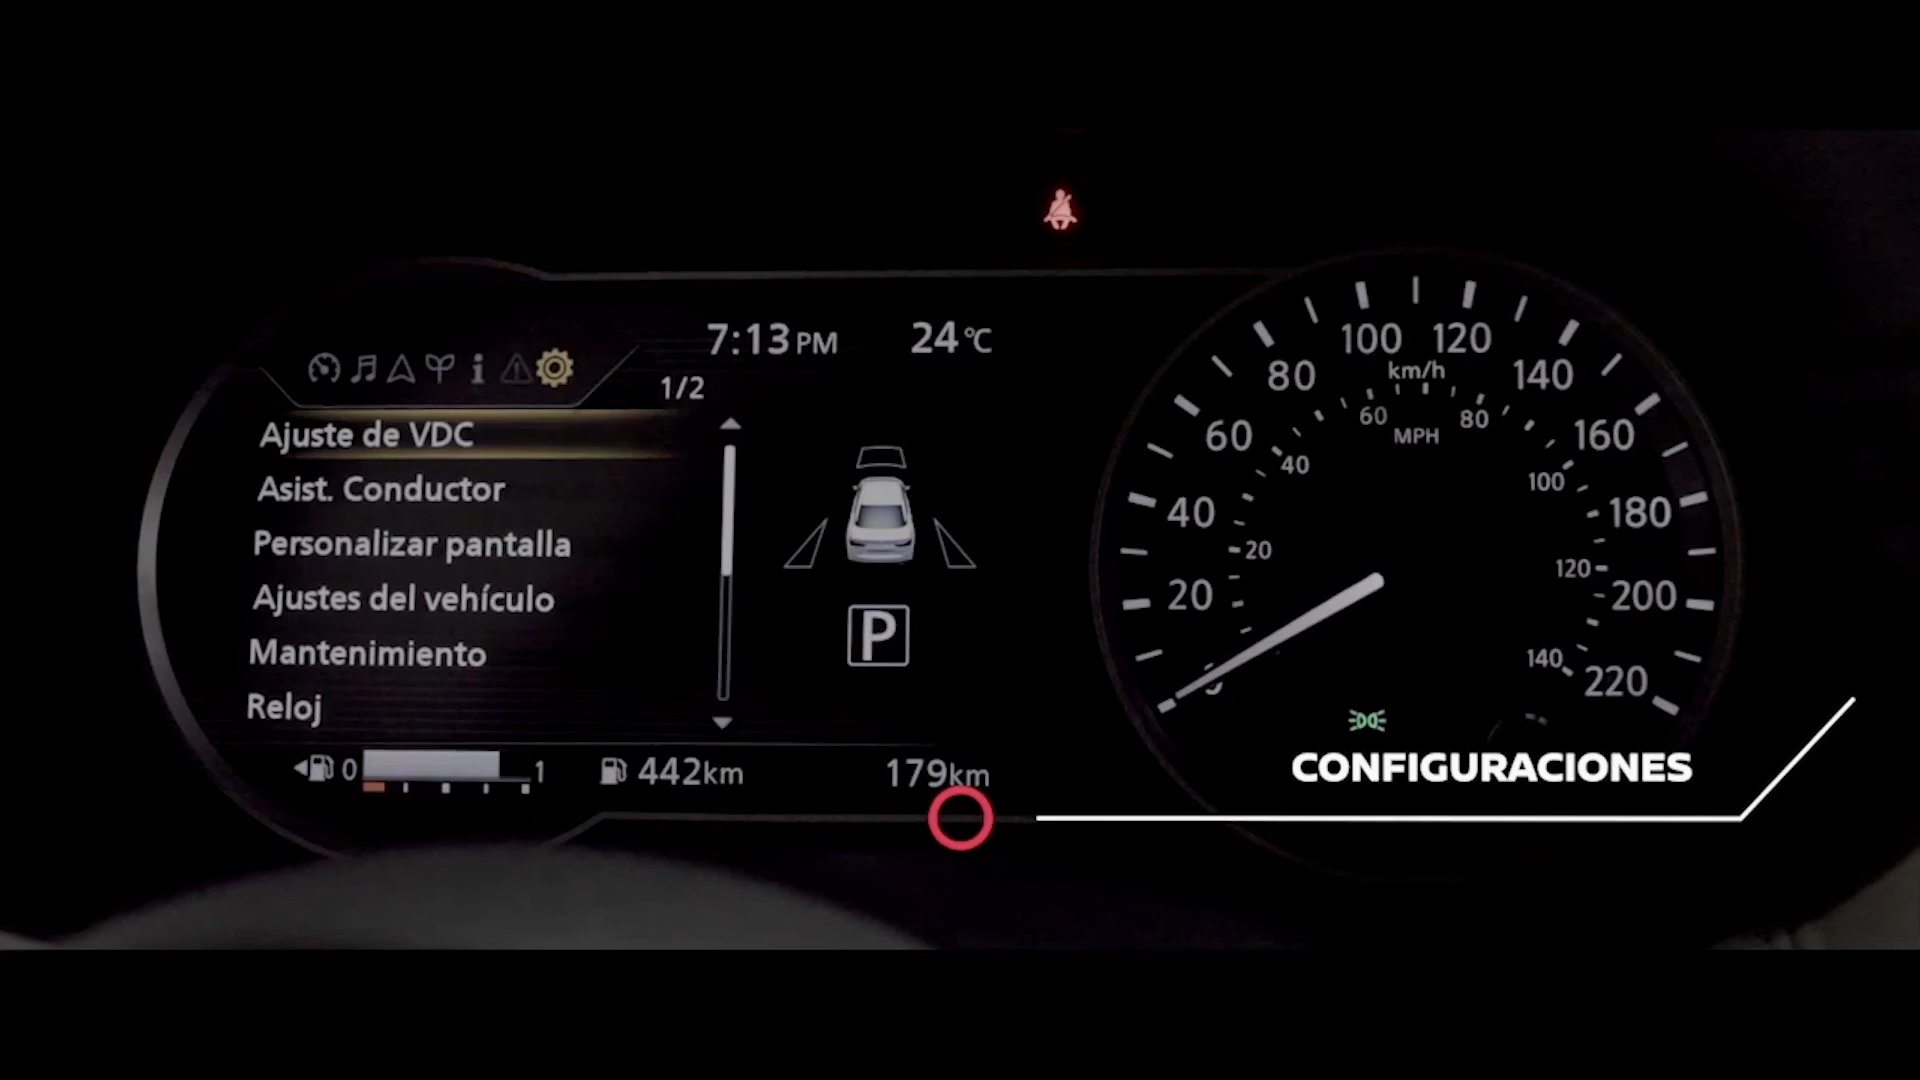 7:13 PM 24°C
1/2
Ajuste de VDC
Asist. Conductor
Personalizar pantalla
Ajustes del vehículo
Mantenimiento
Reloj
P
0 1 442km 179km
20 40 60 80 100 120 140 160 180 200 220
km/h
20 40 60 80 100 120 140
MPH
CONFIGURACIONES